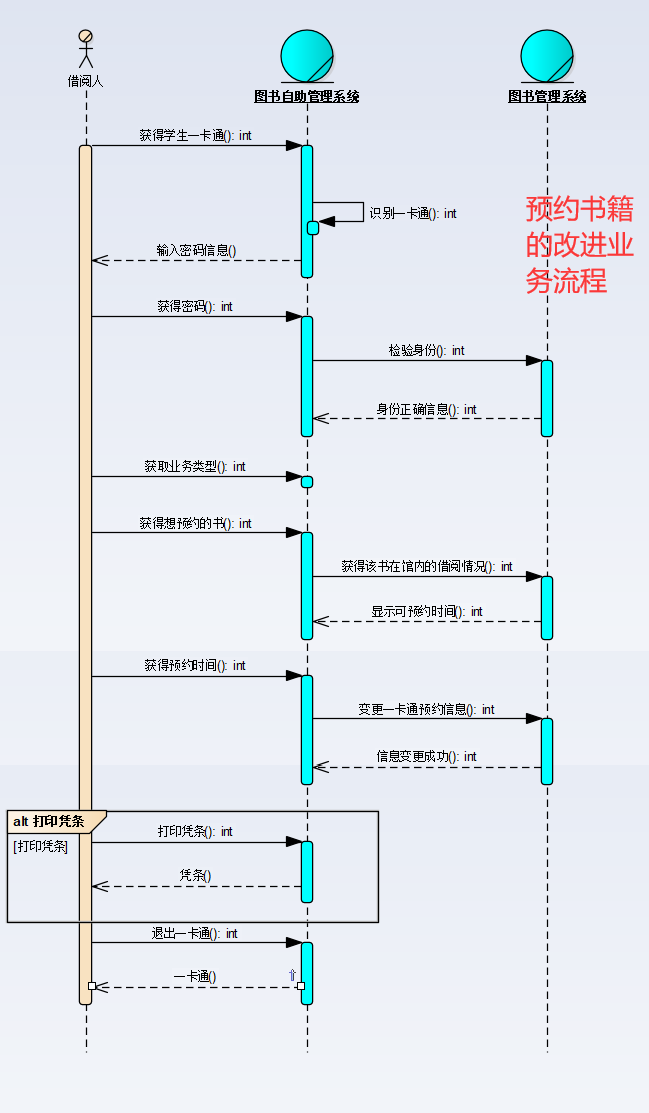 借阅人
图书自助管理系统
图书管理系统
获得学生一卡通(): int
识别一卡通(): int
预约书籍
的改进业
务流程
输入密码信息()
获得密码(): int
检验身份(): int
身份正确信息(): int
获取业务类型(): int
获得想预约的书(): int
获得该书在馆内的借阅情况(): int
显示可预约时间(): int
获得预约时间(): int
变更一卡通预约信息(): int
信息变更成功(): int
alt 打印凭条
打印凭条(): int
[打印凭条]
凭条()
退出一卡通(): int
一卡通()